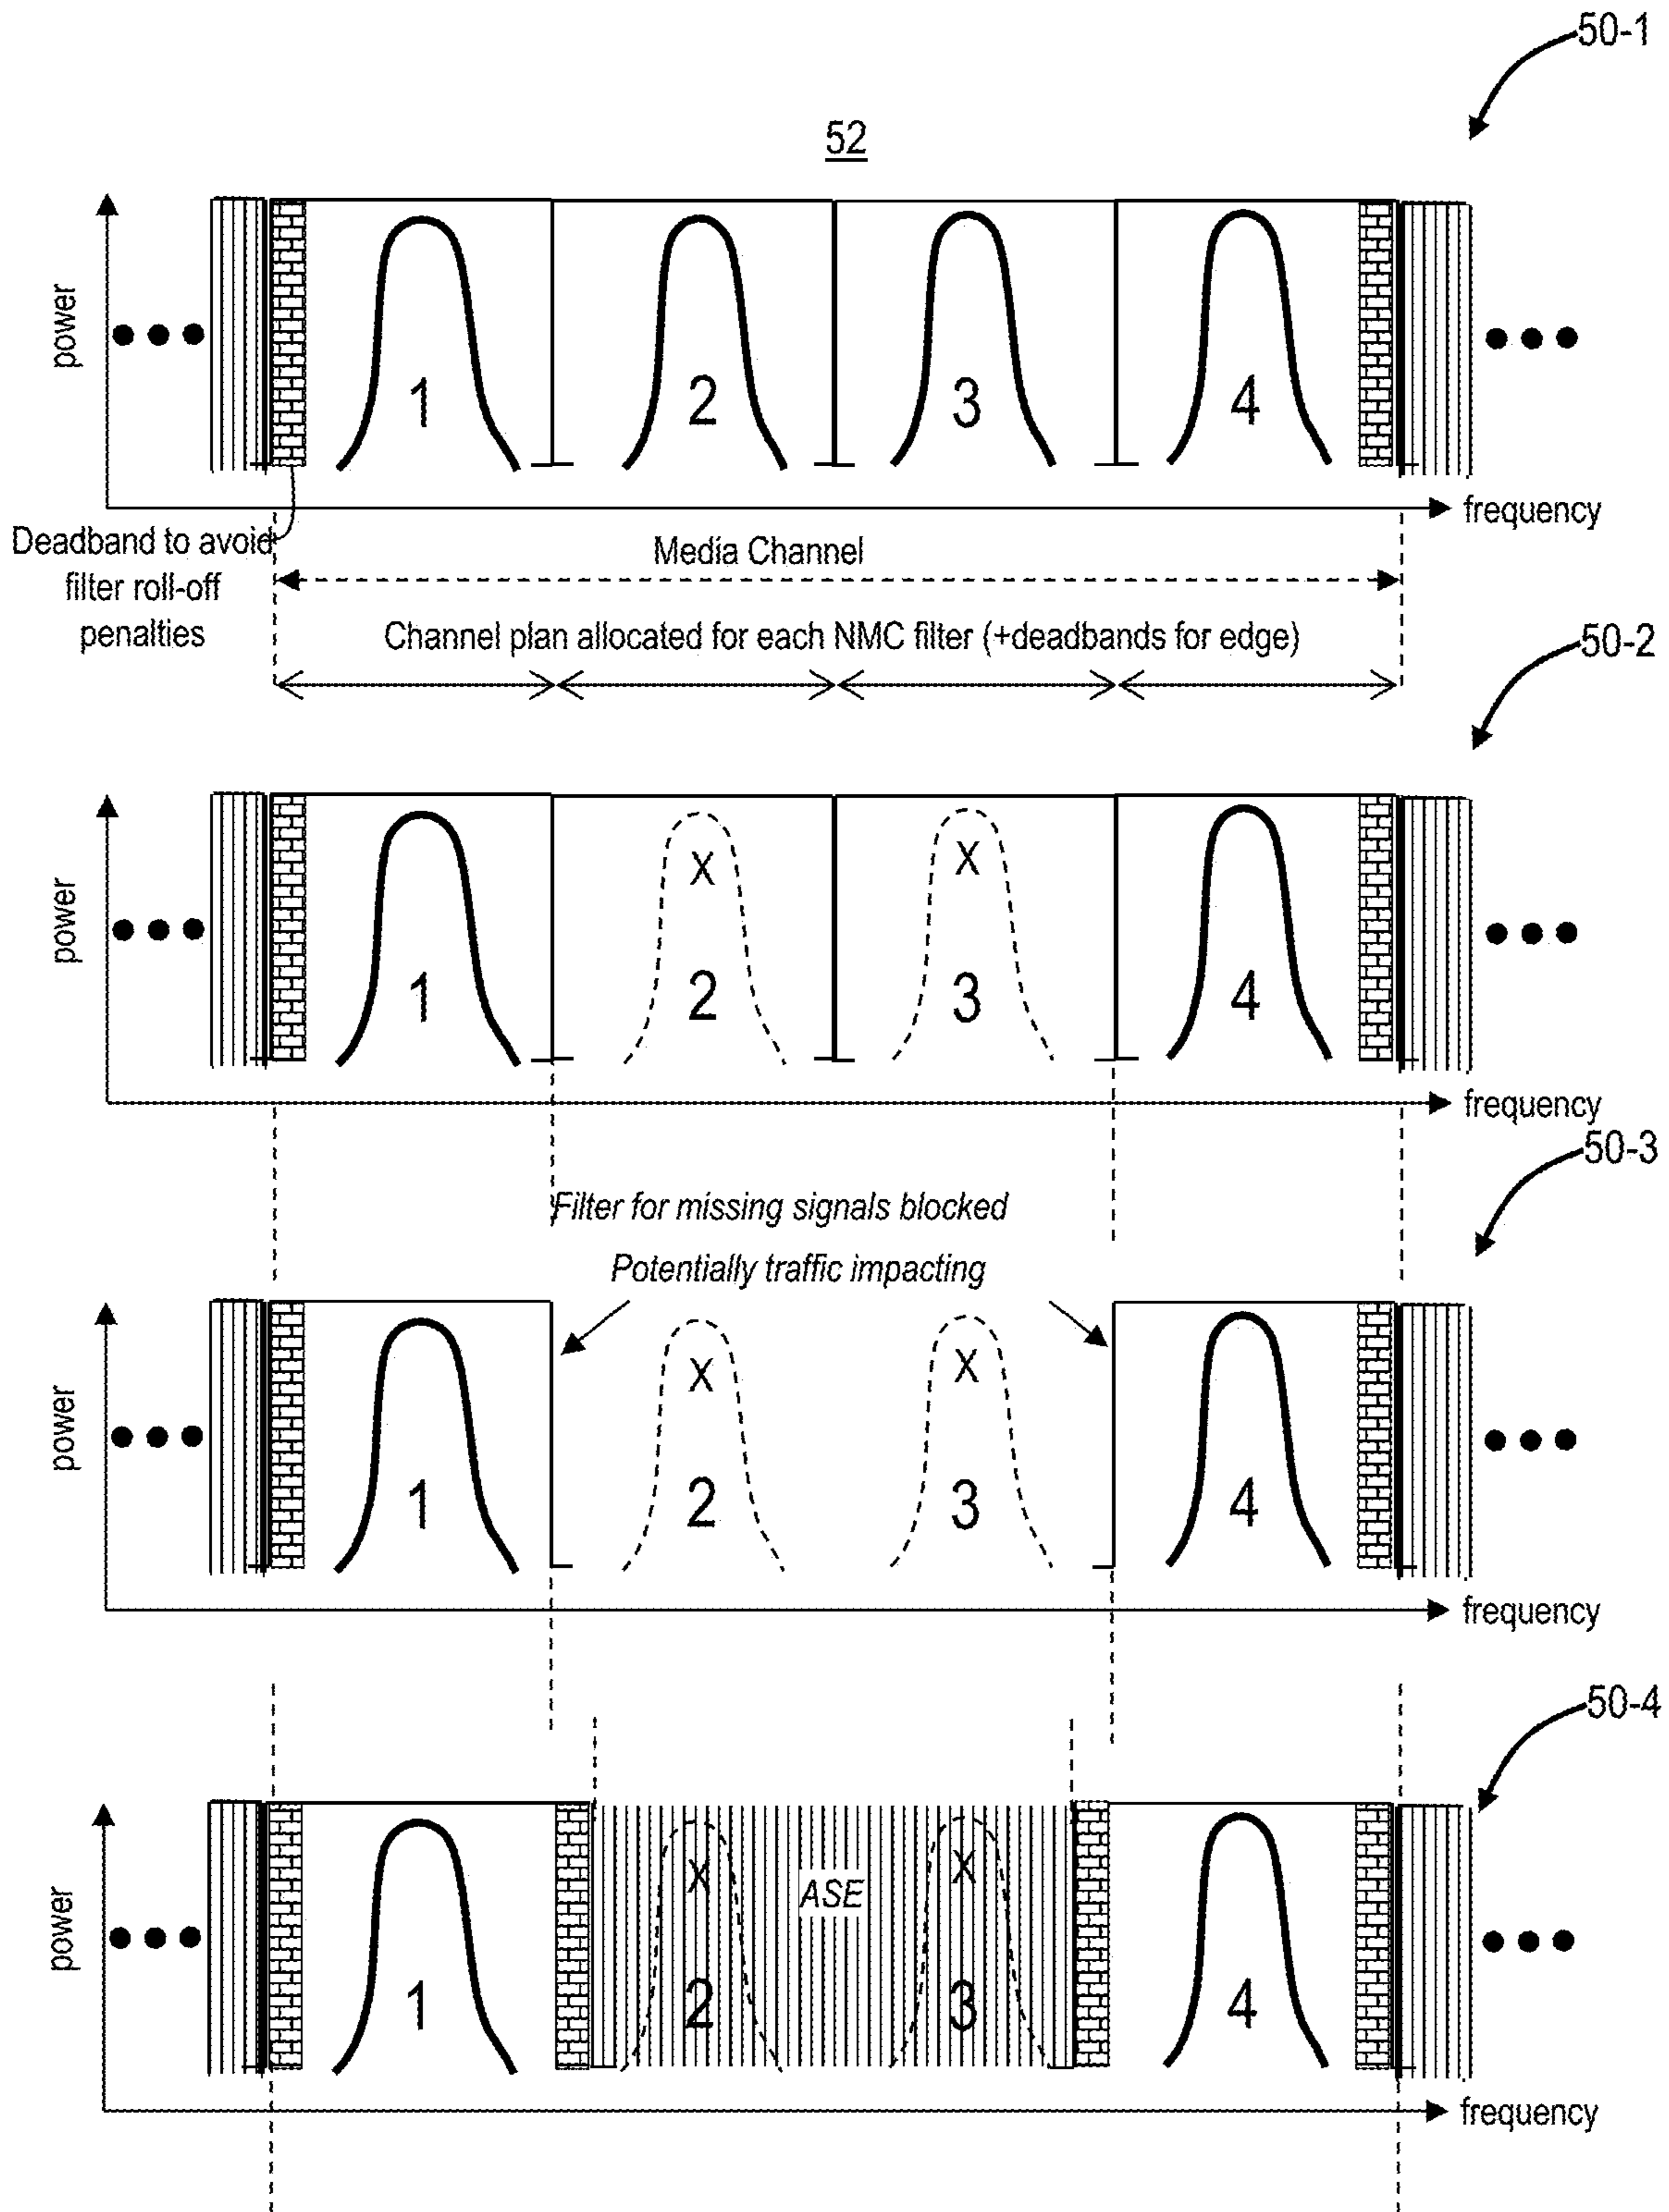 50-1
52
power
1
2
3
4
frequency
Deadband to avoid
filter roll-off
penalties
Media Channel
Channel plan allocated for each NMC filter (+deadbands for edge)
50-2
power
X
X
1
2
3
4
frequency
50-3
Filter for missing signals blocked
Potentially traffic impacting
power
X
X
1
2
3
4
frequency
50-4
power
X
ASE
X
1
2
3
4
frequency